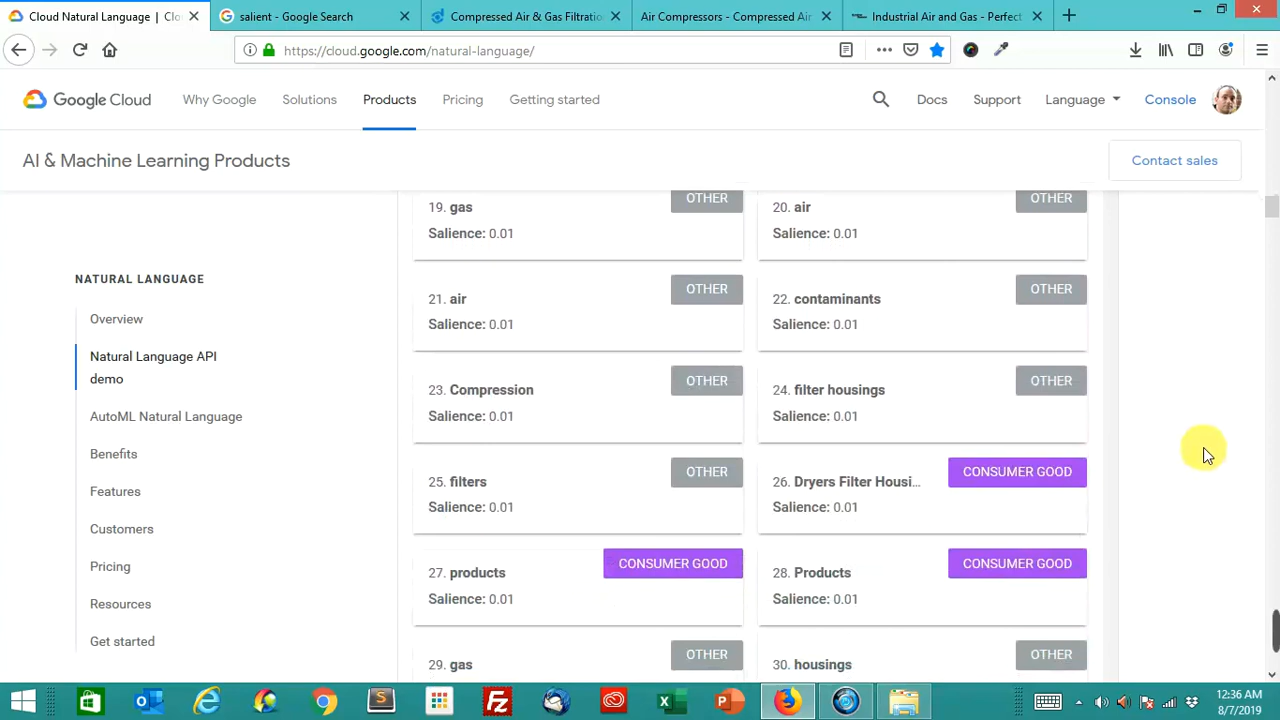 Cloud Natural Language | Clo
salient - Google Search
Compressed Air & Gas Filtration
Air Compressors - Compressed Air
Industrial Air and Gas - Perfect
https://cloud.google.com/natural-language/
Google Cloud
Why Google
Solutions
Products
Pricing
Getting started
Docs
Support
Language
Console
AI & Machine Learning Products
Contact sales
NATURAL LANGUAGE
Overview
Natural Language API
demo
AutoML Natural Language
Benefits
Features
Customers
Pricing
Resources
Get started
19. gas
OTHER
Salience: 0.01
20. air
OTHER
Salience: 0.01
21. air
OTHER
Salience: 0.01
22. contaminants
OTHER
Salience: 0.01
23. Compression
OTHER
Salience: 0.01
24. filter housings
OTHER
Salience: 0.01
25. filters
OTHER
Salience: 0.01
26. Dryers Filter Housi...
CONSUMER GOOD
Salience: 0.01
27. products
CONSUMER GOOD
Salience: 0.01
28. Products
CONSUMER GOOD
Salience: 0.01
29. gas
OTHER
30. housings
OTHER
12:36 AM
8/7/2019